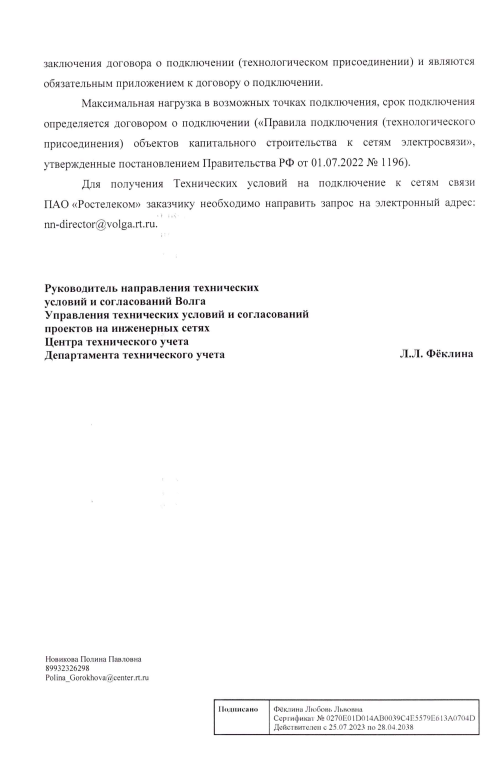 заключения договора о подключении (технологическом присоединении) и являются
обязательным приложением к договору о подключении.
Максимальная нагрузка в возможных точках подключения, срок подключения
определяется договором о подключении («Правила подключения (технологического
присоединения) объектов капитального строительства к сетям электросвязи»,
утвержденные постановлением Правительства РФ от 01.07.2022 № 1196).
Для получения Технических условий на подключение к сетям связи
ПАО «Ростелеком» заказчику необходимо направить запрос на электронный адрес:
nn-director@volga.rt.ru.
Руководитель направления технических
условий и согласований Волга
Управления технических условий и согласований
проектов на инженерных сетях
Центра технического учета
Департамента технического учета Л.Л. Фёклина
Новикова Полина Павловна
89932326298
Polina_Gorokhova@center.rt.ru
Подписано Фёклина Любовь Львовна
Сертификат № 0270E01D014AB0039C4E5579E613A0704D
Действителен с 25.07.2023 по 28.04.2038